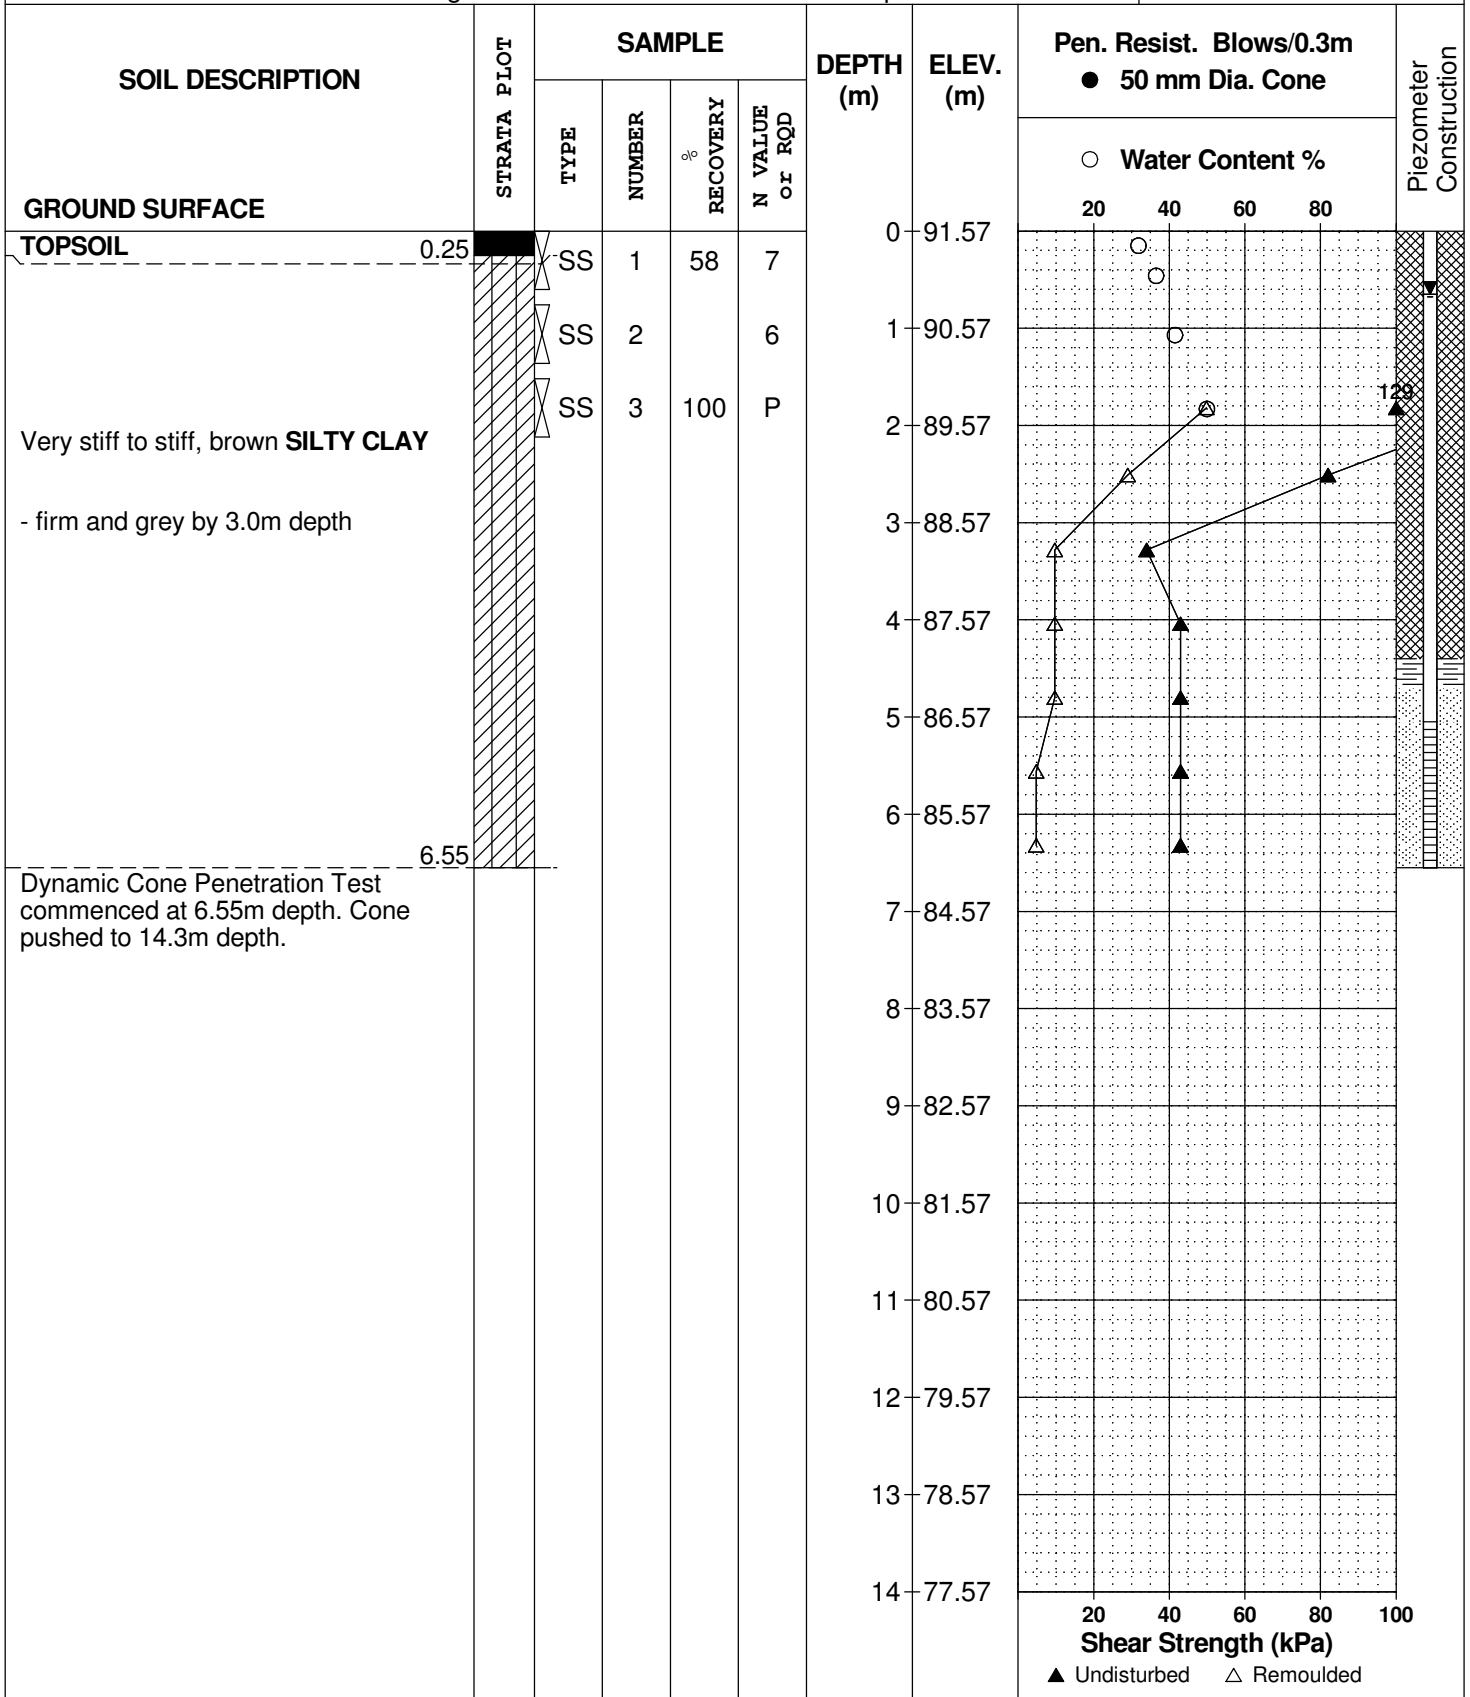 SOIL DESCRIPTION
GROUND SURFACE
STRATA PLOT
SAMPLE
TYPE
NUMBER
%
RECOVERY
N VALUE
or RQD
DEPTH
(m)
ELEV.
(m)
Pen. Resist. Blows/0.3m
● 50 mm Dia. Cone
○ Water Content %
20 40 60 80
Piezometer
Construction
TOPSOIL 0.25
SS 1 58 7
SS 2 6
SS 3 100 P
Very stiff to stiff, brown SILTY CLAY
- firm and grey by 3.0m depth
6.55
Dynamic Cone Penetration Test
commenced at 6.55m depth. Cone
pushed to 14.3m depth.
0 91.57
1 90.57
2 89.57
3 88.57
4 87.57
5 86.57
6 85.57
7 84.57
8 83.57
9 82.57
10 81.57
11 80.57
12 79.57
13 78.57
14 77.57
129
20 40 60 80 100
Shear Strength (kPa)
▲ Undisturbed △ Remoulded